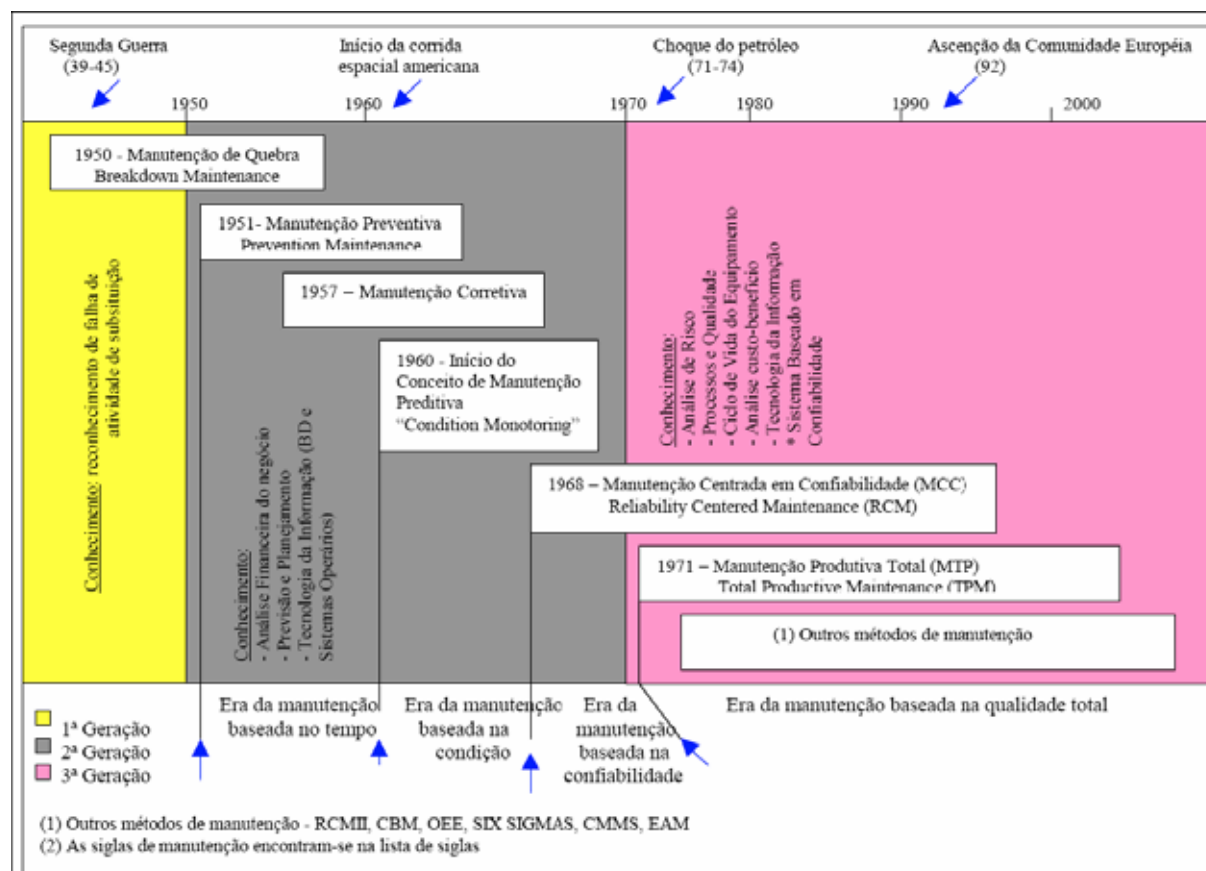 Segunda Guerra
(39-45)
Início da corrida
espacial americana
Choque do petróleo
(71-74)
Ascenção da Comunidade Européia
(92)
1950
1960
1970
1980
1990
2000
1950 - Manutenção de Quebra
Breakdown Maintenance
1951- Manutenção Preventiva
Prevention Maintenance
1957 – Manutenção Corretiva
1960 - Início do
Conceito de Manutenção
Preditiva
“Condition Monotoring”
1968 – Manutenção Centrada em Confiabilidade (MCC)
Reliability Centered Maintenance (RCM)
1971 – Manutenção Produtiva Total (MTP)
Total Productive Maintenance (TPM)
(1) Outros métodos de manutenção
Conhecimento: reconhecimento de falha de
atividade de subsituição
Conhecimento:
- Análise Financeira do negócio
- Previsão e Planejamento
- Tecnologia da Informação (BD e
Sistemas Operários)
Conhecimento:
- Análise de Risco
- Processos e Qualidade
- Ciclo de Vida do Equipamento
- Análise custo-benefício
- Tecnologia da Informação
* Sistema Baseado em
Confiabilidade
Era da manutenção
baseada no tempo
Era da manutenção
baseada na
condição
Era da
manutenção
baseada na
confiabilidade
Era da manutenção baseada na qualidade total
1ª Geração
2ª Geração
3ª Geração
(1) Outros métodos de manutenção - RCMII, CBM, OEE, SIX SIGMAS, CMMS, EAM
(2) As siglas de manutenção encontram-se na lista de siglas